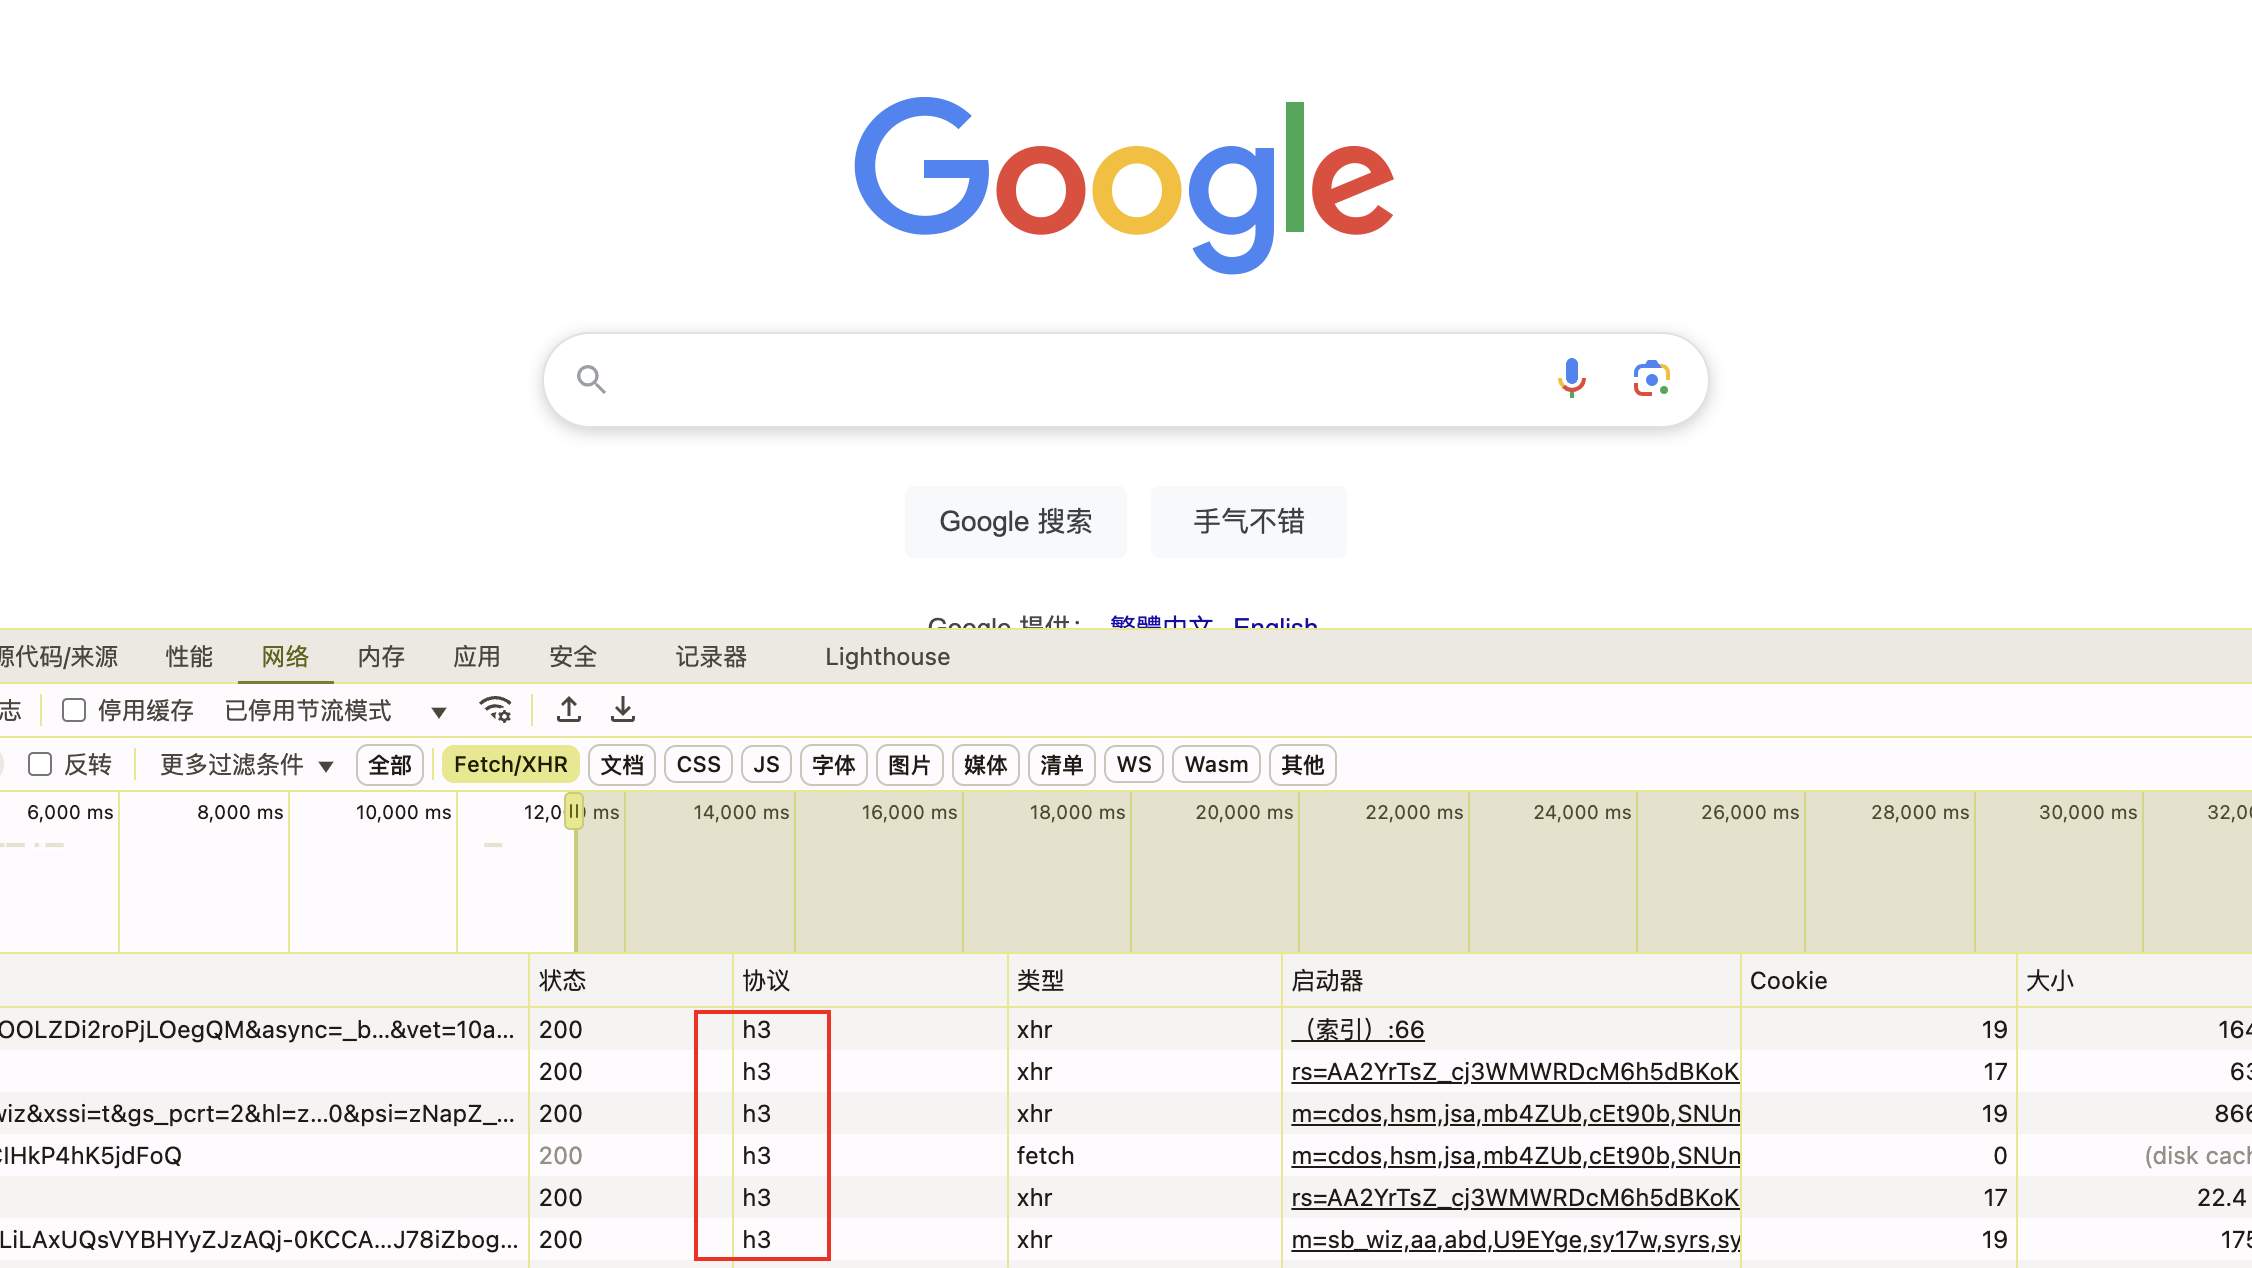 Google
Google 搜索 手气不错
Google 提供： 繁體中文 English
源代码/来源 性能 网络 内存 应用 安全 记录器 Lighthouse
志 停用缓存 已停用节流模式
反转 更多过滤条件 全部 Fetch/XHR 文档 CSS JS 字体 图片 媒体 清单 WS Wasm 其他
6,000 ms 8,000 ms 10,000 ms 12,0 ms 14,000 ms 16,000 ms 18,000 ms 20,000 ms 22,000 ms 24,000 ms 26,000 ms 28,000 ms 30,000 ms 32,00
状态 协议 类型 启动器 Cookie 大小
OOLZDi2roPjLOegQM&async=_b...&vet=10a... 200 h3 xhr （索引）:66 19 164
200 h3 xhr rs=AA2YrTsZ_cj3WMWRDcM6h5dBKoK 17 63
wiz&xssi=t&gs_pcrt=2&hl=z...0&psi=zNapZ_... 200 h3 xhr m=cdos,hsm,jsa,mb4ZUb,cEt90b,SNUn 19 866
CIHkP4hK5jdFoQ 200 h3 fetch m=cdos,hsm,jsa,mb4ZUb,cEt90b,SNUn 0 (disk cach
200 h3 xhr rs=AA2YrTsZ_cj3WMWRDcM6h5dBKoK 17 22.4
LiLAxUQsVYBHYyZJzAQj-0KCCA...J78iZbog... 200 h3 xhr m=sb_wiz,aa,abd,U9EYge,sy17w,syrs,sy 19 175